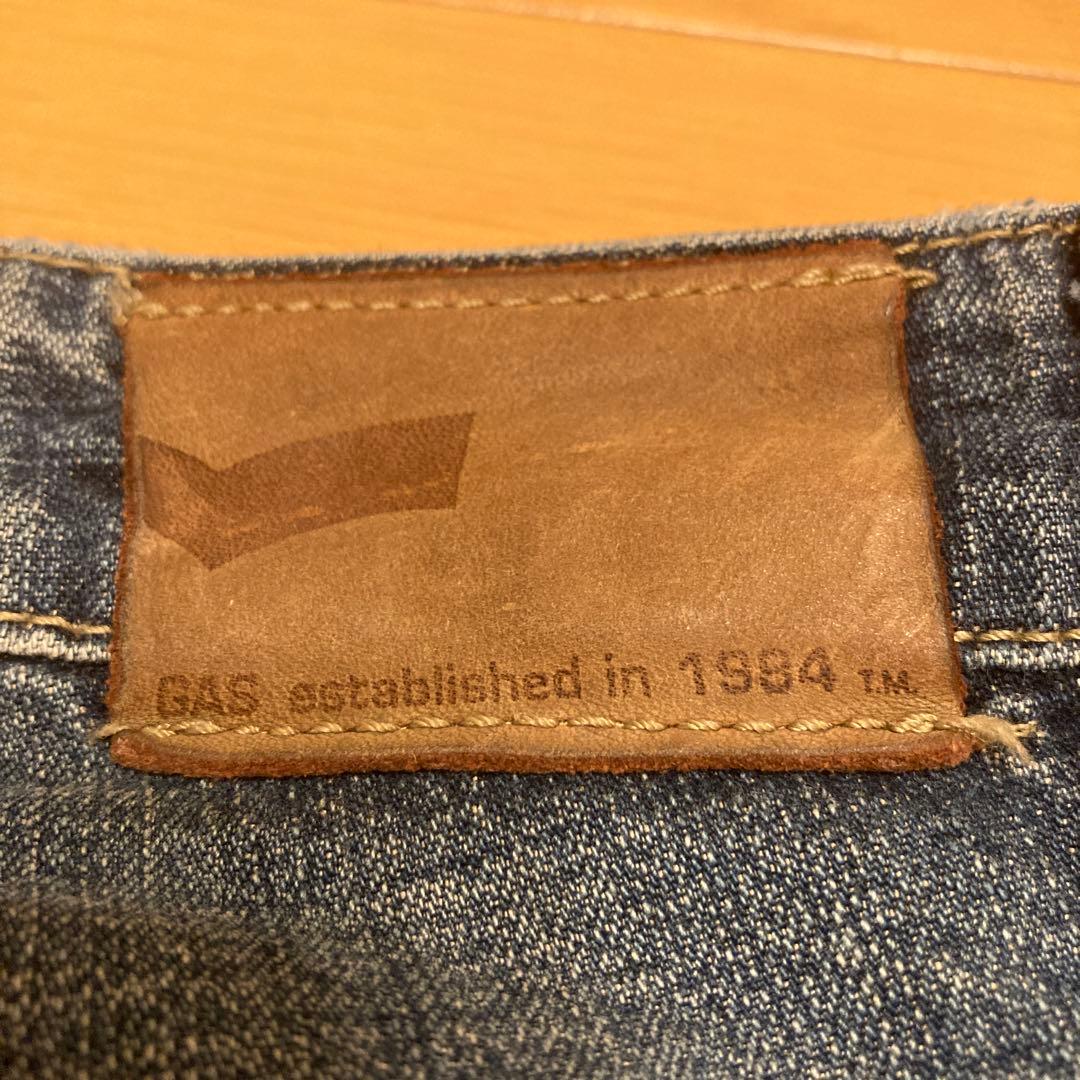 GAS established in 1984 T.M.